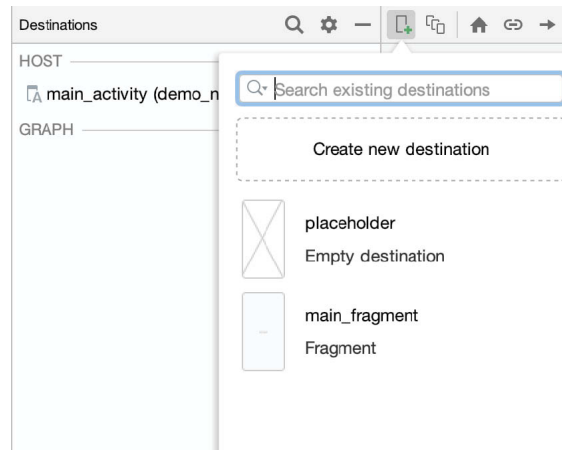 Destinations
HOST
main_activity (demo_n
GRAPH
Search existing destinations
Create new destination
placeholder
Empty destination
main_fragment
Fragment